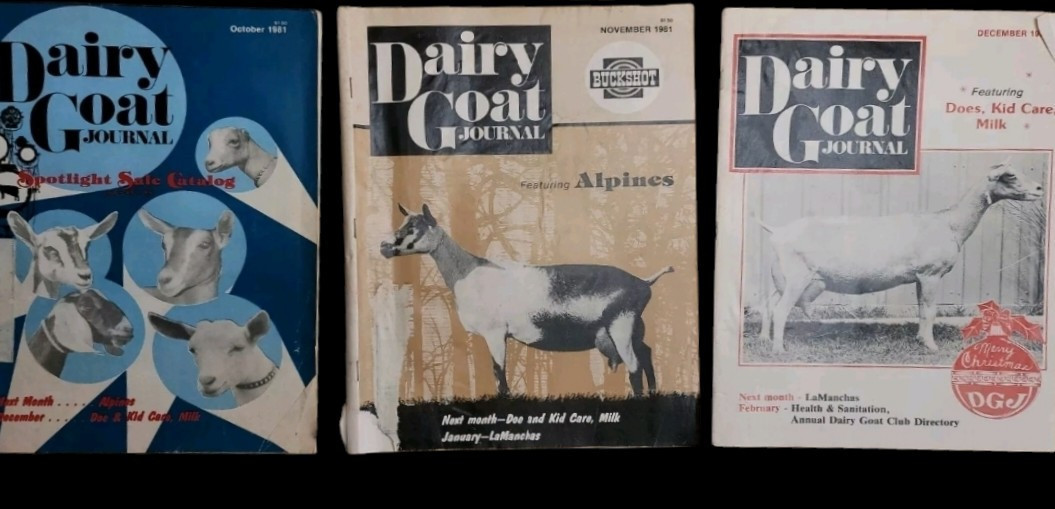 October 1981
Dairy
Goat
JOURNAL
Spotlight Sale Catalog
Next Month ..... Alpines
December .... Doe & Kid Care, Milk
NOVEMBER 1981
Dairy
Goat
JOURNAL
BUCKSHOT
Featuring Alpines
Next month—Doe and Kid Care, Milk
January—LaManchas
DECEMBER 19
Dairy
Goat
JOURNAL
Featuring
Does, Kid Care,
Milk
Merry
Christmas
DGJ
Next month - LaManchas
February - Health & Sanitation,
Annual Dairy Goat Club Directory